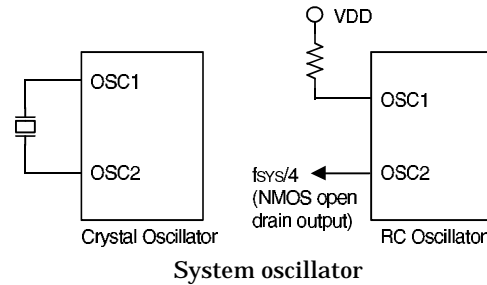 OSC1
OSC2
Crystal Oscillator
VDD
OSC1
OSC2
fSYS/4
(NMOS open
drain output)
RC Oscillator
System oscillator